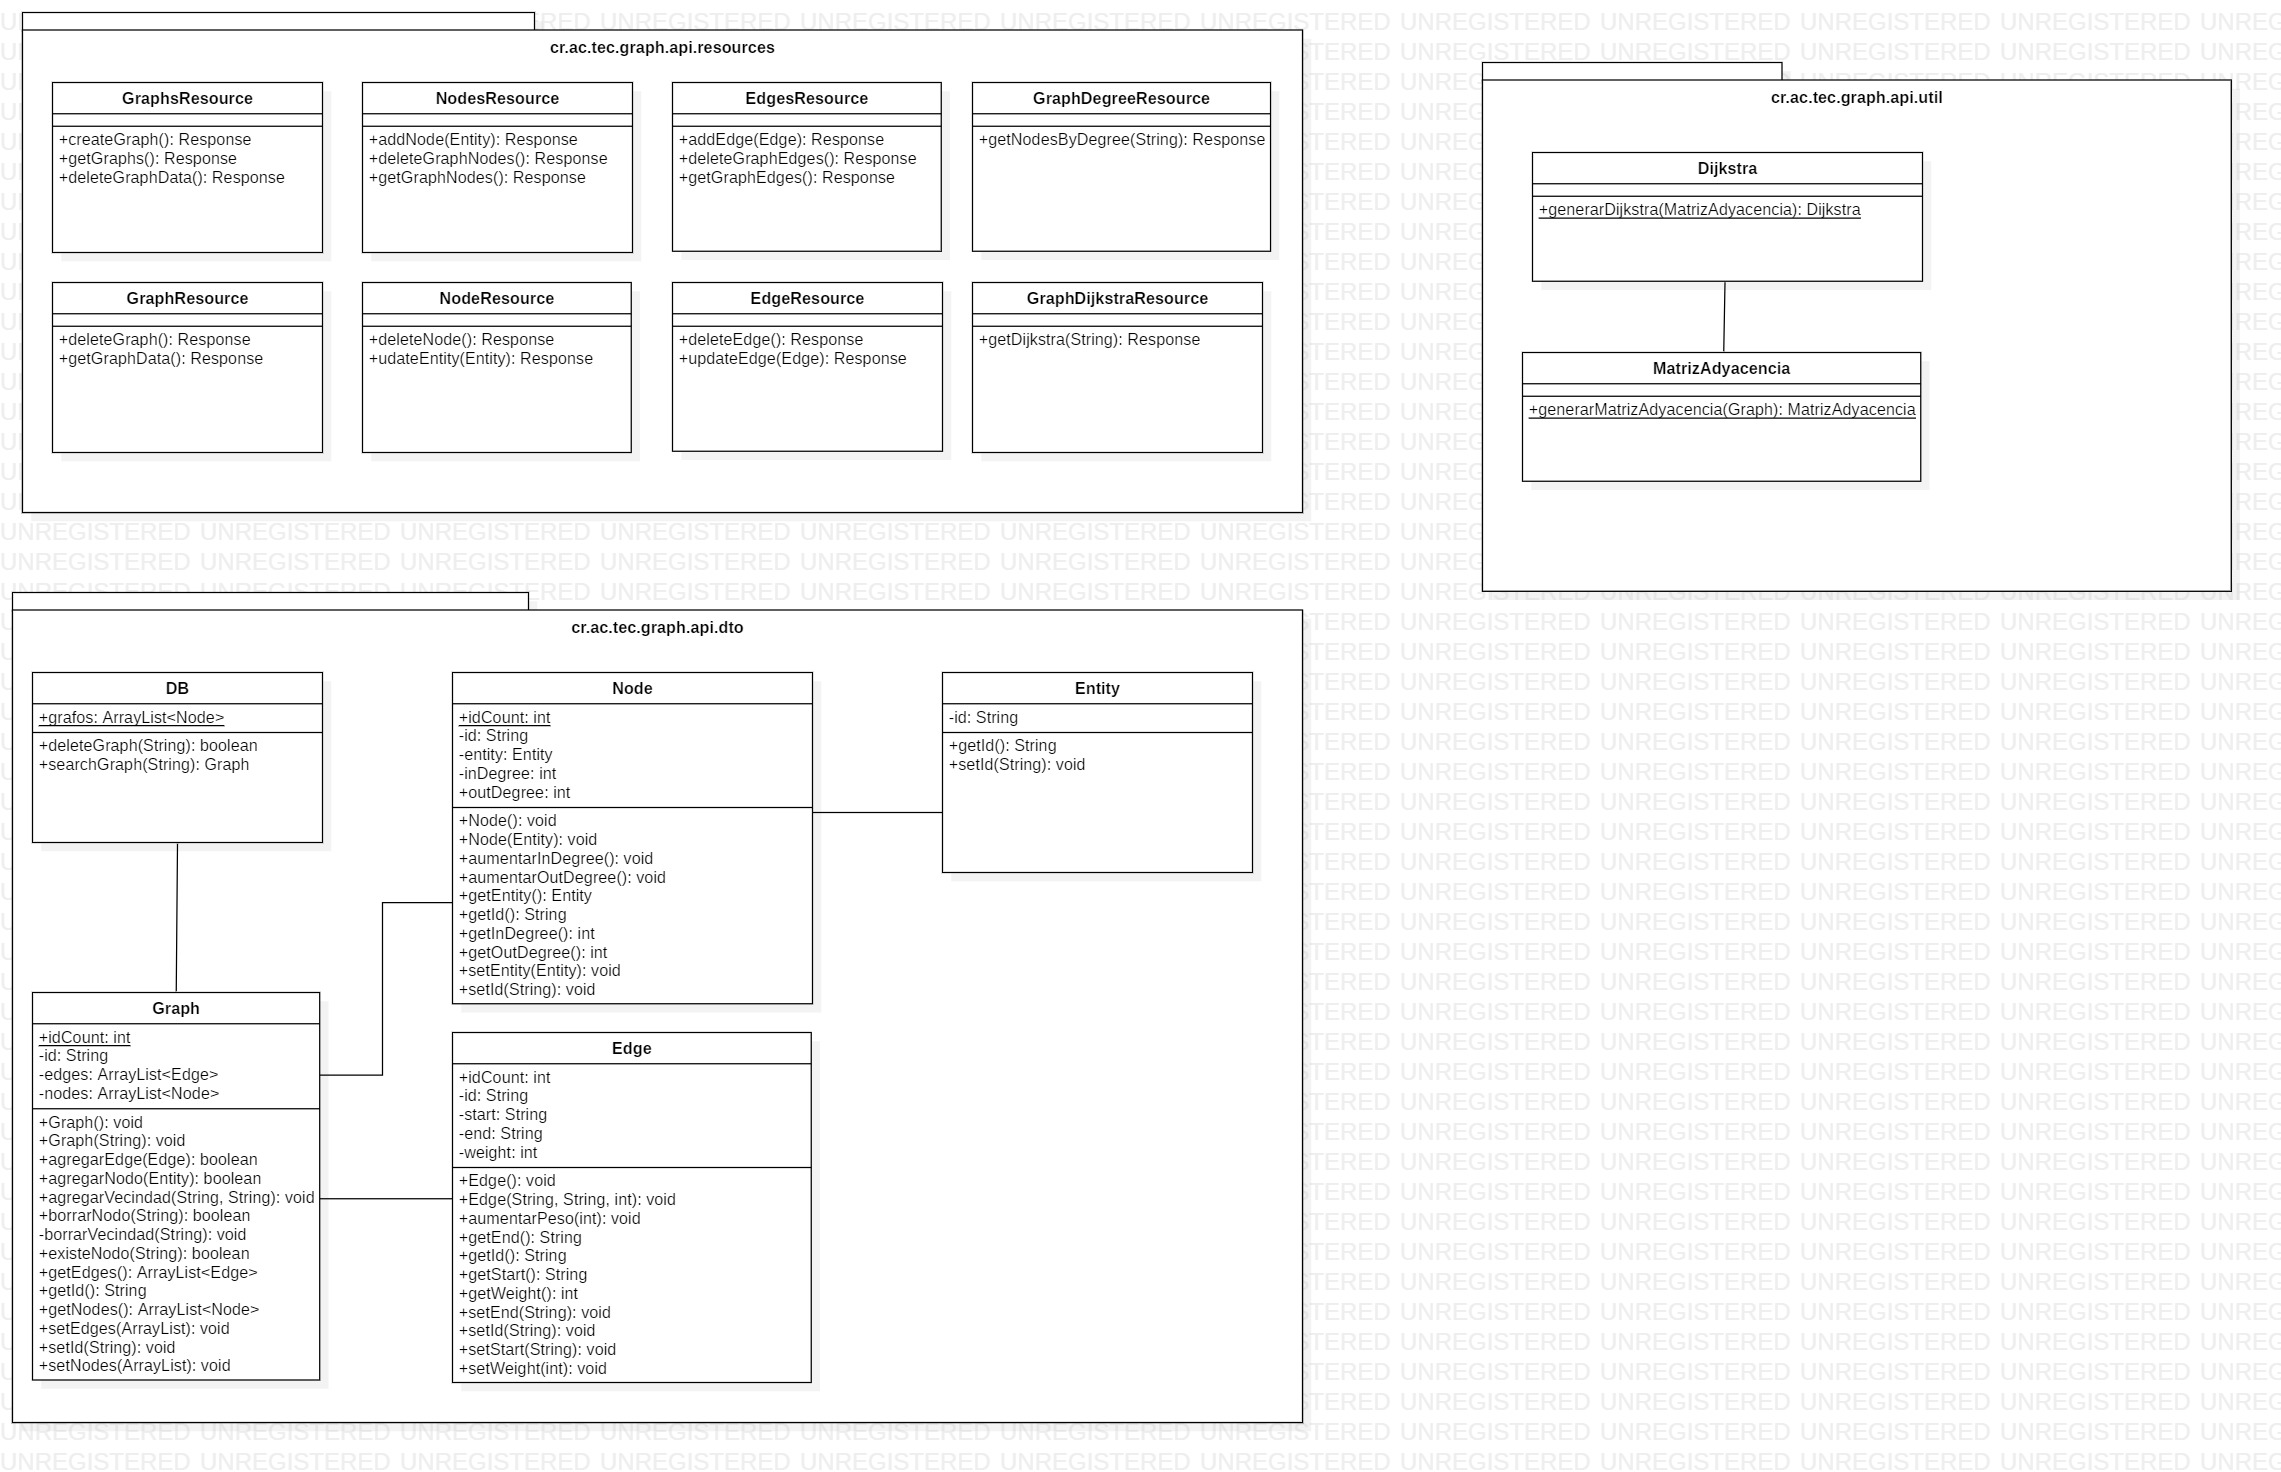 cr.ac.tec.graph.api.resources
GraphsResource
+createGraph(): Response
+getGraphs(): Response
+deleteGraphData(): Response
NodesResource
+addNode(Entity): Response
+deleteGraphNodes(): Response
+getGraphNodes(): Response
EdgesResource
+addEdge(Edge): Response
+deleteGraphEdges(): Response
+getGraphEdges(): Response
GraphDegreeResource
+getNodesByDegree(String): Response
GraphResource
+deleteGraph(): Response
+getGraphData(): Response
NodeResource
+deleteNode(): Response
+udateEntity(Entity): Response
EdgeResource
+deleteEdge(): Response
+updateEdge(Edge): Response
GraphDijkstraResource
+getDijkstra(String): Response
cr.ac.tec.graph.api.util
Dijkstra
+generarDijkstra(MatrizAdyacencia): Dijkstra
MatrizAdyacencia
+generarMatrizAdyacencia(Graph): MatrizAdyacencia
cr.ac.tec.graph.api.dto
DB
+grafos: ArrayList<Node>
+deleteGraph(String): boolean
+searchGraph(String): Graph
Node
+idCount: int
-id: String
-entity: Entity
-inDegree: int
+outDegree: int
+Node(): void
+Node(Entity): void
+aumentarInDegree(): void
+aumentarOutDegree(): void
+getEntity(): Entity
+getId(): String
+getInDegree(): int
+getOutDegree(): int
+setEntity(Entity): void
+setId(String): void
Entity
-id: String
+getId(): String
+setId(String): void
Graph
+idCount: int
-id: String
-edges: ArrayList<Edge>
-nodes: ArrayList<Node>
+Graph(): void
+Graph(String): void
+agregarEdge(Edge): boolean
+agregarNodo(Entity): boolean
+agregarVecindad(String, String): void
+borrarNodo(String): boolean
-borrarVecindad(String): void
+existeNodo(String): boolean
+getEdges(): ArrayList<Edge>
+getId(): String
+getNodes(): ArrayList<Node>
+setEdges(ArrayList): void
+setId(String): void
+setNodes(ArrayList): void
Edge
+idCount: int
-id: String
-start: String
-end: String
-weight: int
+Edge(): void
+Edge(String, String, int): void
+aumentarPeso(int): void
+getEnd(): String
+getId(): String
+getStart(): String
+getWeight(): int
+setEnd(String): void
+setId(String): void
+setStart(String): void
+setWeight(int): void
UNREGISTERED